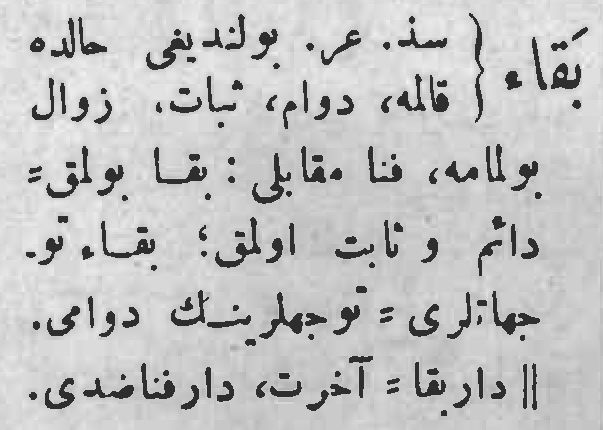 بَقاء { سذ. عر. بولنديغى حالده
قالمه، دوام، ثبات، زوال
بولمامه، فنا مقابلى : بقا بولمق=
دائم و ثابت اولمق؛ بقاء تو.
جهاتلرى = توجهلرينك دوامى.
|| داربقا= آخرت، دارفناضدى.